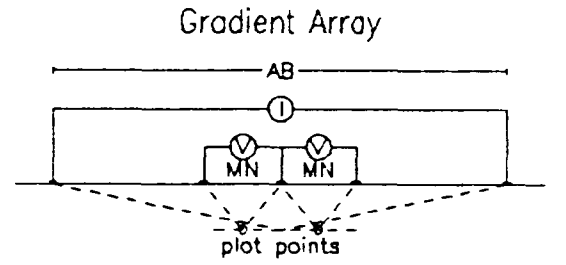 Gradient Array
AB
I
V V
MN MN
plot points